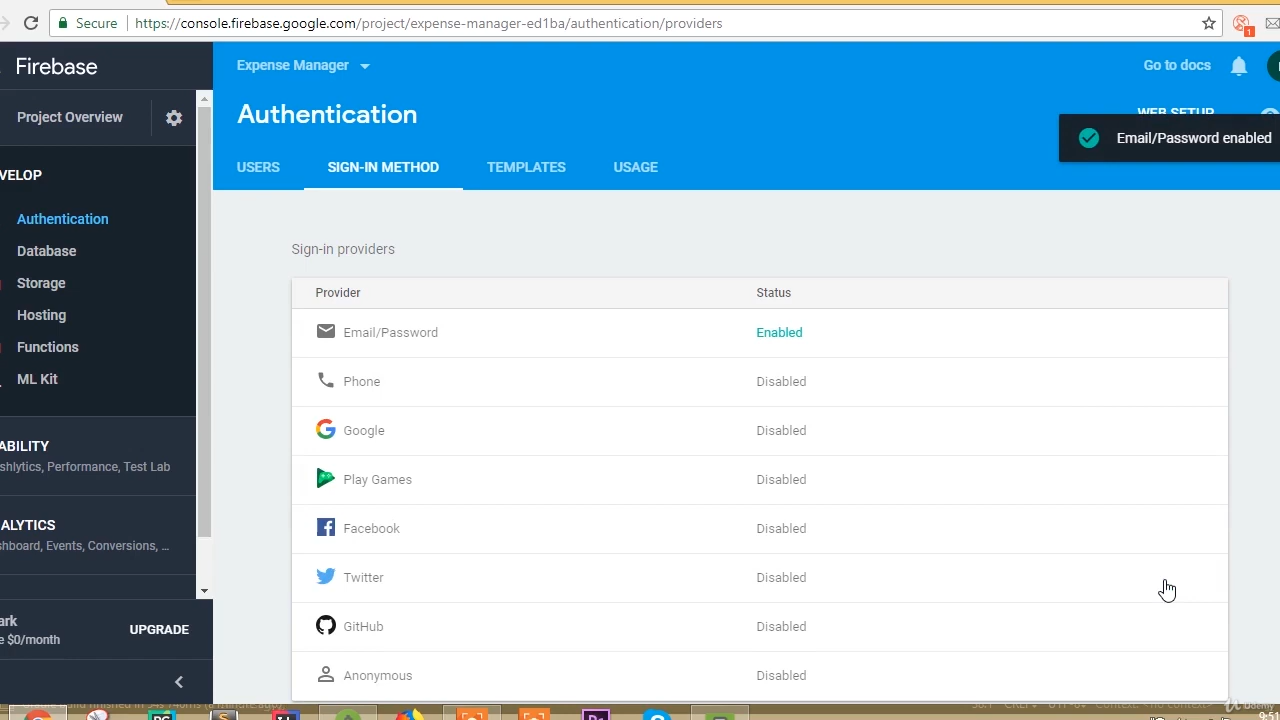 Secure https://console.firebase.google.com/project/expense-manager-ed1ba/authentication/providers
1
Firebase
Expense Manager
Go to docs
Project Overview
Authentication
WEB SETUP
Email/Password enabled
USERS SIGN-IN METHOD TEMPLATES USAGE
VELOP
Authentication
Database
Storage
Hosting
Functions
ML Kit
ABILITY
shlytics, Performance, Test Lab
ALYTICS
shboard, Events, Conversions, ...
ark
e $0/month
UPGRADE
Sign-in providers
Provider Status
Email/Password Enabled
Phone Disabled
Google Disabled
Play Games Disabled
Facebook Disabled
Twitter Disabled
GitHub Disabled
Anonymous Disabled
udemy